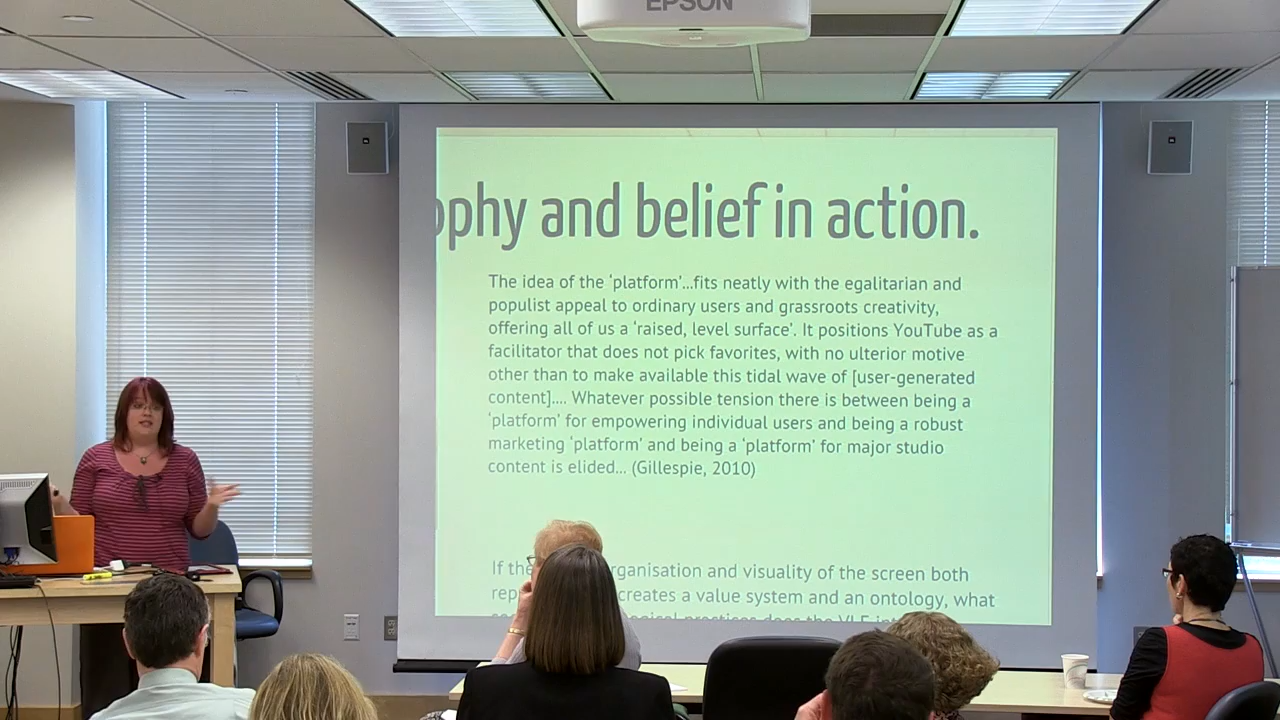 EPSON
ophy and belief in action.
The idea of the 'platform'...fits neatly with the egalitarian and
populist appeal to ordinary users and grassroots creativity,
offering all of us a 'raised, level surface'. It positions YouTube as a
facilitator that does not pick favorites, with no ulterior motive
other than to make available this tidal wave of [user-generated
content].... Whatever possible tension there is between being a
'platform' for empowering individual users and being a robust
marketing 'platform' and being a 'platform' for major studio
content is elided... (Gillespie, 2010)
If the organisation and visuality of the screen both
creates a value system and an ontology, what
practices does the VLE